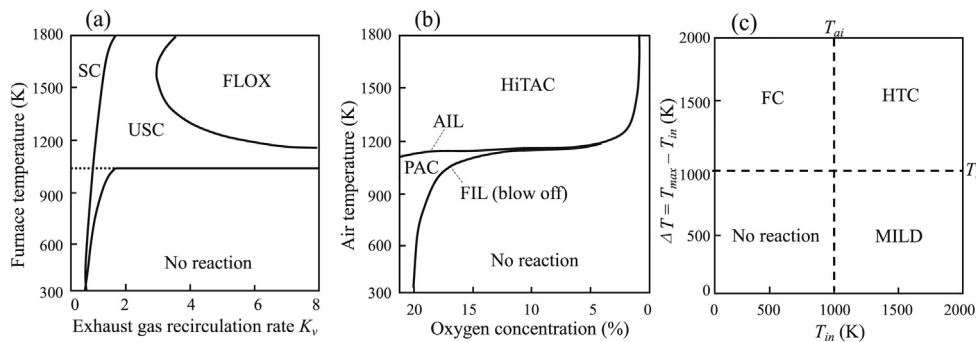 (a)
1800
1500
1200
900
600
300
Furnace temperature (K)
SC
USC
FLOX
No reaction
0
2
4
6
8
Exhaust gas recirculation rate Kv
(b)
1800
1500
1200
900
600
300
Air temperature (K)
HiTAC
AIL
PAC
FIL (blow off)
No reaction
20
15
10
5
0
Oxygen concentration (%)
(c)
Tai
2000
1500
1000
500
0
ΔT = Tmax – Tin (K)
FC
HTC
No reaction
MILD
0
500
1000
1500
2000
Tin (K)